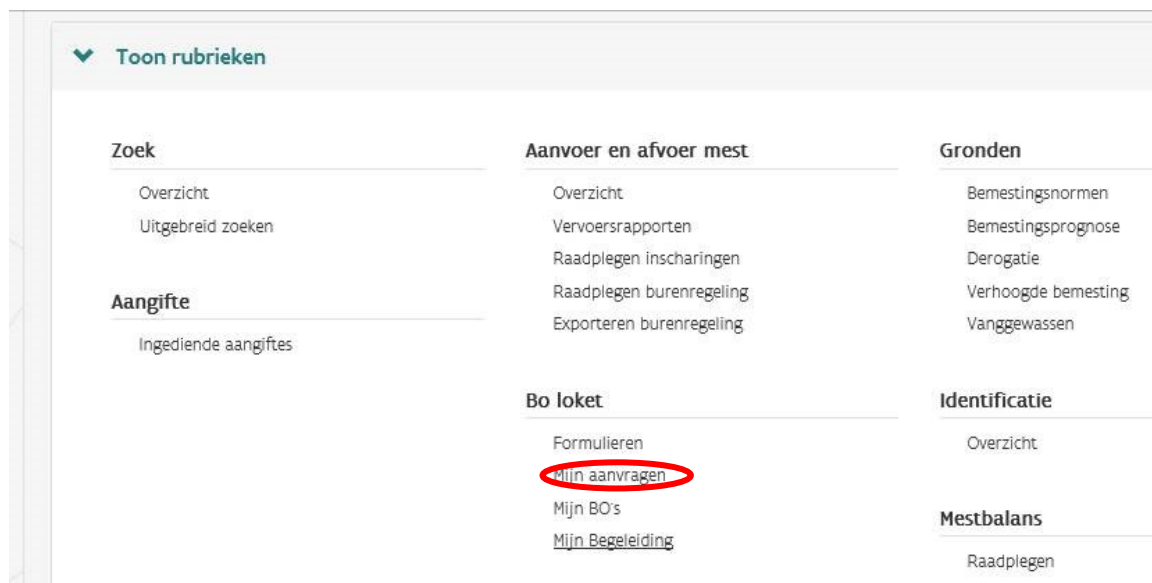 Toon rubrieken
Zoek
Overzicht
Uitgebreid zoeken
Aangifte
Ingediende aangiftes
Aanvoer en afvoer mest
Overzicht
Vervoersrapporten
Raadplegen inscharingen
Raadplegen burenregeling
Exporteren burenregeling
Bo loket
Formulieren
Mijn aanvragen
Mijn BO's
Mijn Begeleiding
Gronden
Bemestingsnormen
Bemestingsprognose
Derogatie
Verhoogde bemesting
Vanggewassen
Identificatie
Overzicht
Mestbalans
Raadplegen